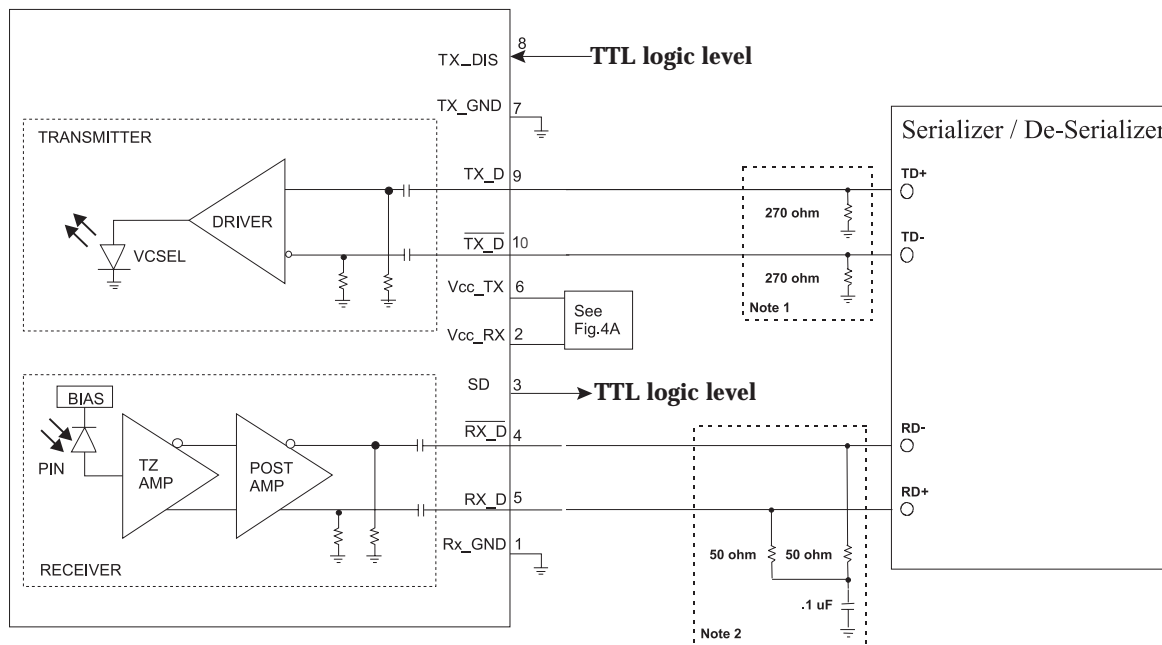 8
TX_DIS
TTL logic level
TX_GND
7
TRANSMITTER
Serializer / De-Serializer
TX_D
9
TD+
270 ohm
DRIVER
TX_D
10
TD-
VCSEL
270 ohm
Vcc_TX
6
Note 1
See
Fig.4A
Vcc_RX
2
SD
3
TTL logic level
BIAS
RX_D
4
RD-
PIN
TZ
AMP
POST
AMP
RX_D
5
RD+
Rx_GND
1
50 ohm
50 ohm
RECEIVER
.1 uF
Note 2